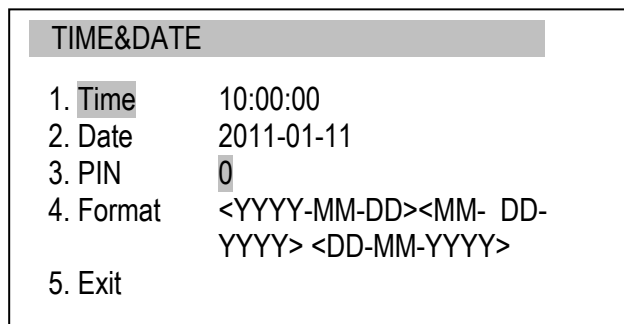 TIME&DATE
1. Time 10:00:00
2. Date 2011-01-11
3. PIN 0
4. Format <YYYY-MM-DD><MM- DD-
YYYY> <DD-MM-YYYY>
5. Exit